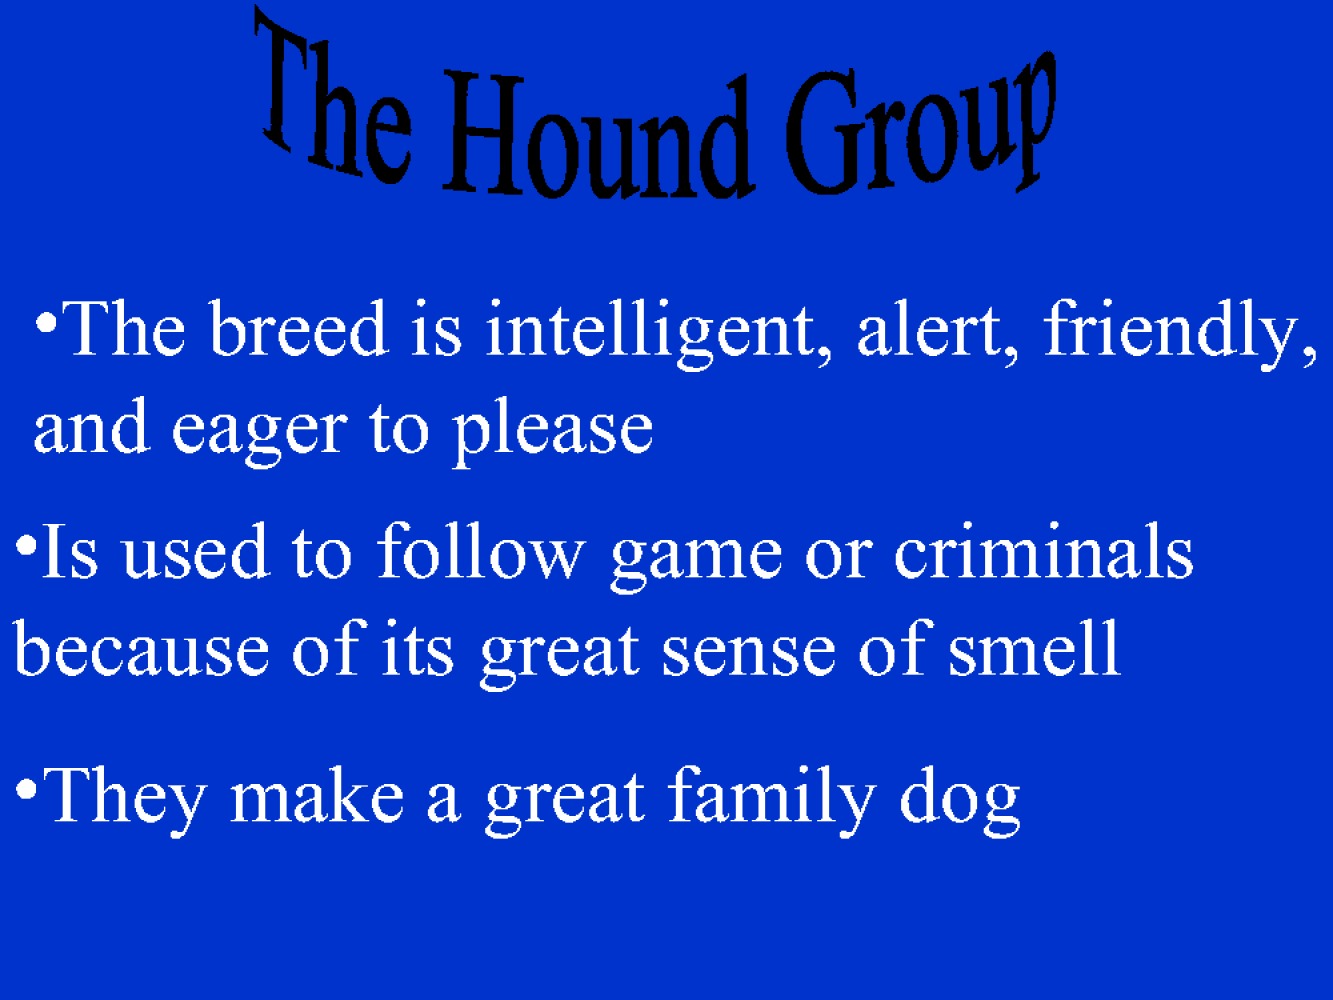 The Hound Group
•The breed is intelligent, alert, friendly,
and eager to please
•Is used to follow game or criminals
because of its great sense of smell
•They make a great family dog